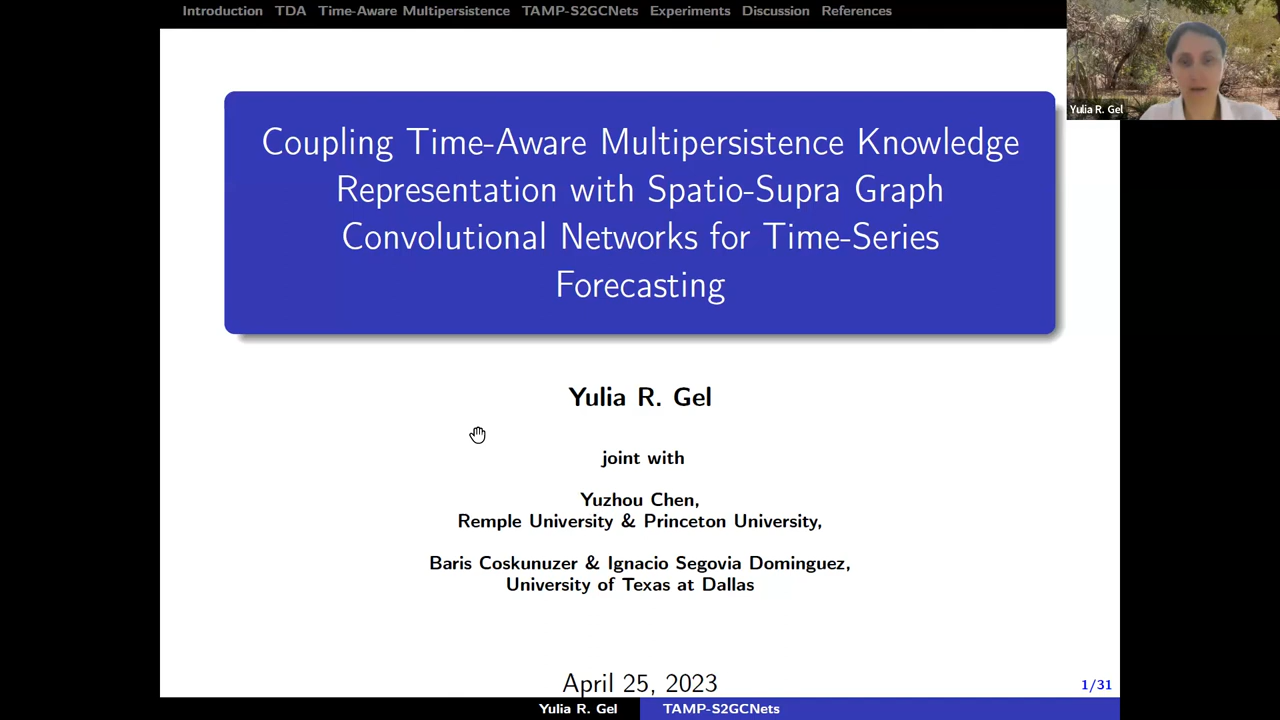 Introduction TDA Time-Aware Multipersistence TAMP-S2GCNets Experiments Discussion References
Yulia R. Gel
Coupling Time-Aware Multipersistence Knowledge
Representation with Spatio-Supra Graph
Convolutional Networks for Time-Series
Forecasting
Yulia R. Gel
joint with
Yuzhou Chen,
Remple University & Princeton University,
Baris Coskunuzer & Ignacio Segovia Dominguez,
University of Texas at Dallas
April 25, 2023
1/31
Yulia R. Gel TAMP-S2GCNets